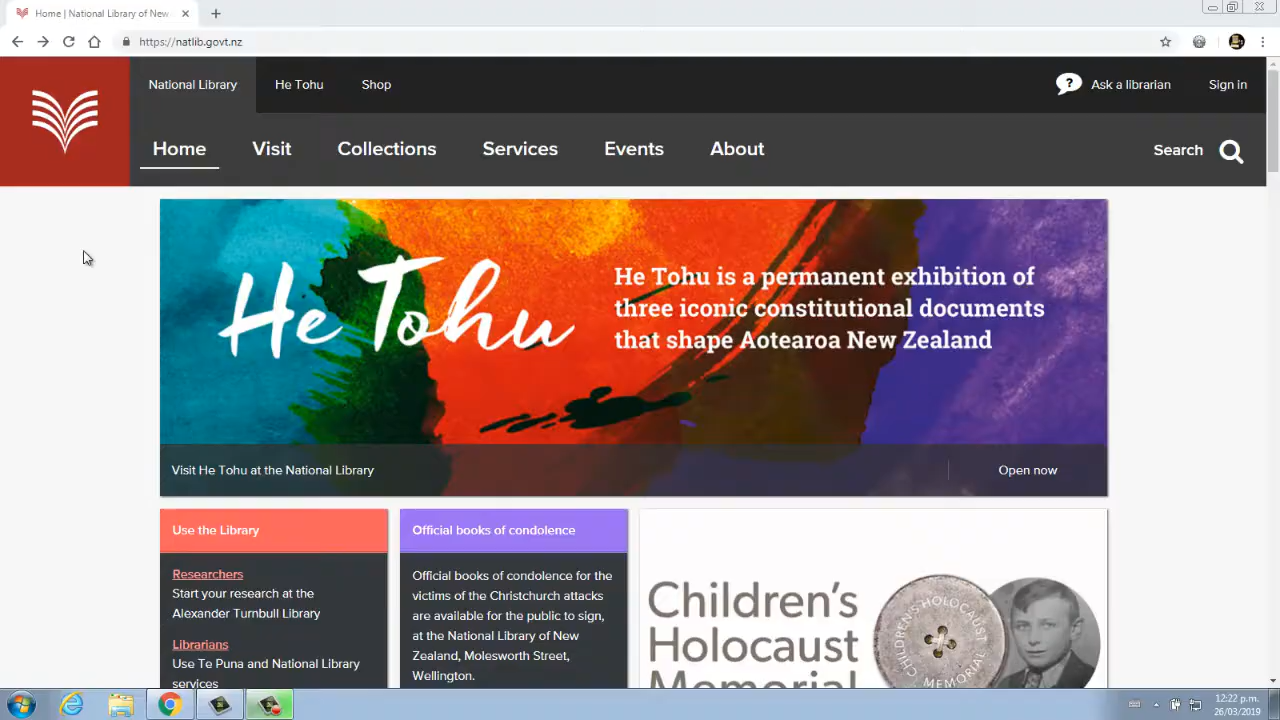 Home | National Library of New
https://natlib.govt.nz
National Library He Tohu Shop
? Ask a librarian Sign in
Home Visit Collections Services Events About
Search
He Tohu
He Tohu is a permanent exhibition of
three iconic constitutional documents
that shape Aotearoa New Zealand
Visit He Tohu at the National Library
Open now
Use the Library
Researchers
Start your research at the
Alexander Turnbull Library
Librarians
Use Te Puna and National Library
services
Official books of condolence
Official books of condolence for the
victims of the Christchurch attacks
are available for the public to sign,
at the National Library of New
Zealand, Molesworth Street,
Wellington.
Children's
Holocaust
Memorial
CHILDREN'S HOLOCAUST
MEMORIAL
12:22 p.m.
26/03/2019